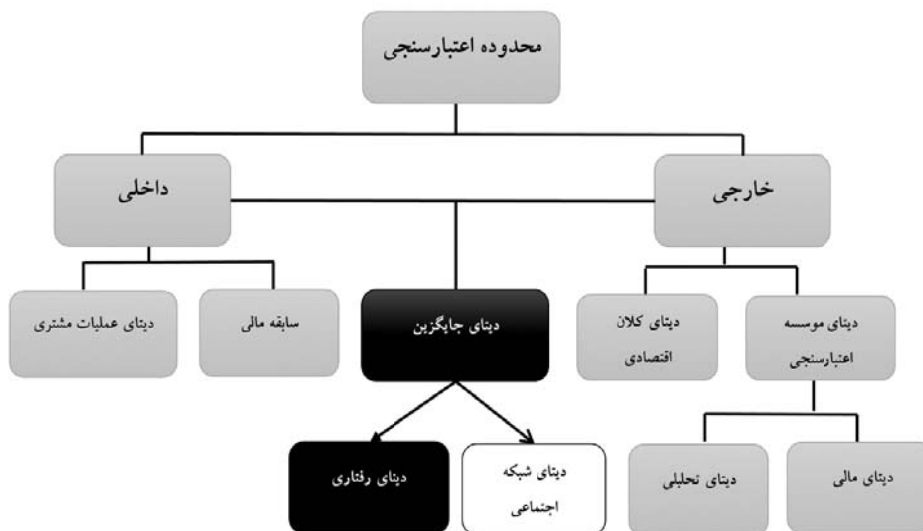 محدوده اعتبارسنجی
خارجی
داخلی
دیتای موسسه
اعتبارسنجی
دیتای کلان
اقتصادی
دیتای جایگزین
سابقه مالی
دیتای عملیات مشتری
دیتای مالی
دیتای تحلیلی
دیتای شبکه
اجتماعی
دیتای رفتاری